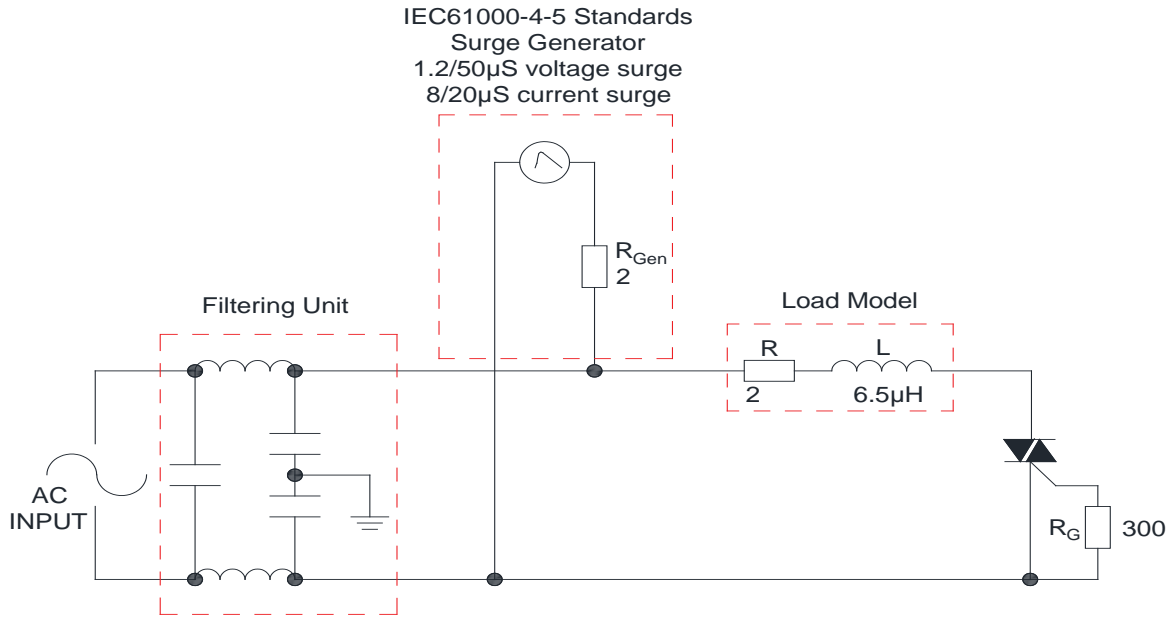 IEC61000-4-5 Standards
Surge Generator
1.2/50μS voltage surge
8/20μS current surge
RGen
2
Filtering Unit
Load Model
R
L
2
6.5μH
AC
INPUT
RG
300